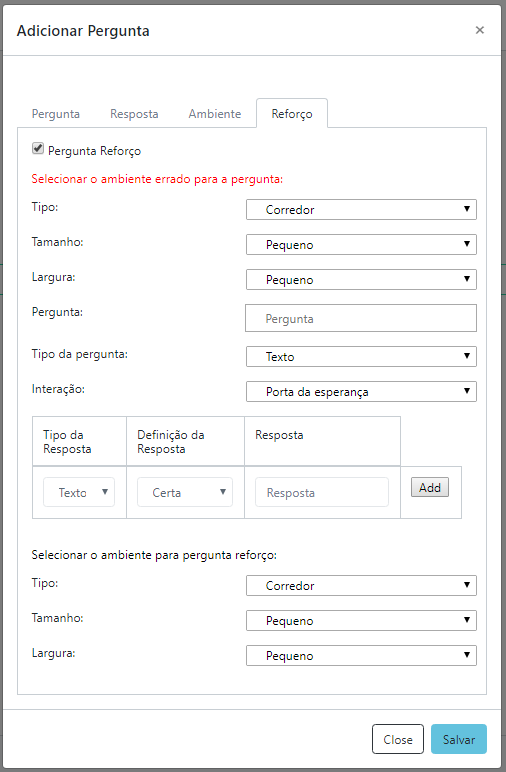 Adicionar Pergunta ×
Pergunta Resposta Ambiente Reforço
Pergunta Reforço
Selecionar o ambiente errado para a pergunta:
Tipo: Corredor
Tamanho: Pequeno
Largura: Pequeno
Pergunta: Pergunta
Tipo da pergunta: Texto
Interação: Porta da esperança
Tipo da Resposta
Definição da Resposta
Resposta
Texto Certa Resposta Add
Selecionar o ambiente para pergunta reforço:
Tipo: Corredor
Tamanho: Pequeno
Largura: Pequeno
Close Salvar